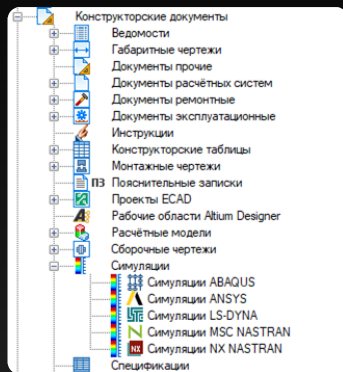 Конструкторские документы
Ведомости
Габаритные чертежи
Документы прочие
Документы расчётных систем
Документы ремонтные
Документы эксплуатационные
Инструкции
Конструкторские таблицы
Монтажные чертежи
ПЗ Пояснительные записки
Проекты ECAD
Рабочие области Altium Designer
Расчётные модели
Сборочные чертежи
Симуляции
Симуляции ABAQUS
Симуляции ANSYS
Симуляции LS-DYNA
Симуляции MSC NASTRAN
NX Симуляции NX NASTRAN
Спецификации